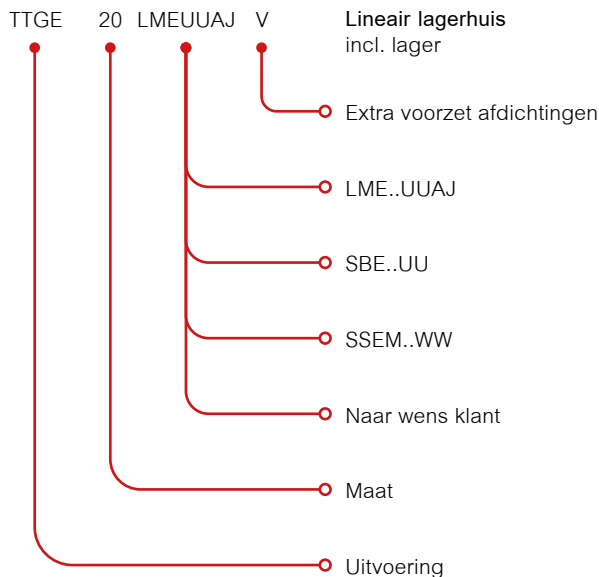 TTGE 20 LMEUUAJ V Lineair lagerhuis
incl. lager
Extra voorzet afdichtingen
LME..UUAJ
SBE..UU
SSEM..WW
Naar wens klant
Maat
Uitvoering